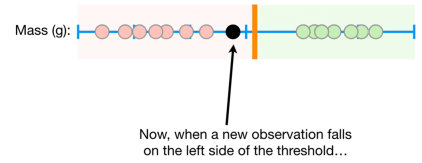 Mass (g):
Now, when a new observation falls
on the left side of the threshold…